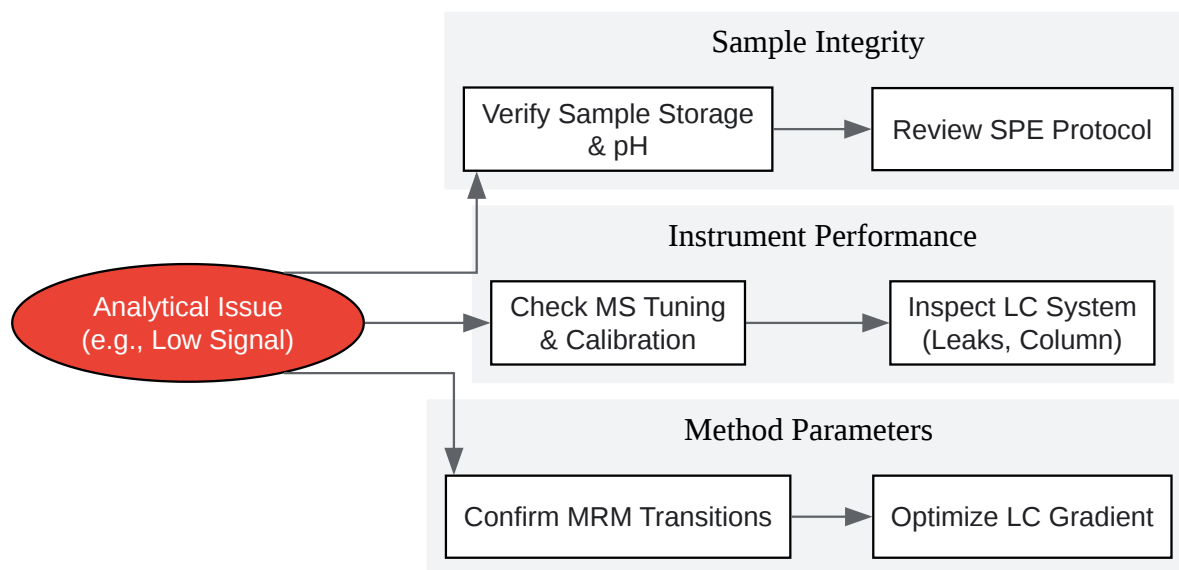 Sample Integrity
Verify Sample Storage
& pH
Review SPE Protocol
Instrument Performance
Analytical Issue
(e.g., Low Signal)
Check MS Tuning
& Calibration
Inspect LC System
(Leaks, Column)
Method Parameters
Confirm MRM Transitions
Optimize LC Gradient